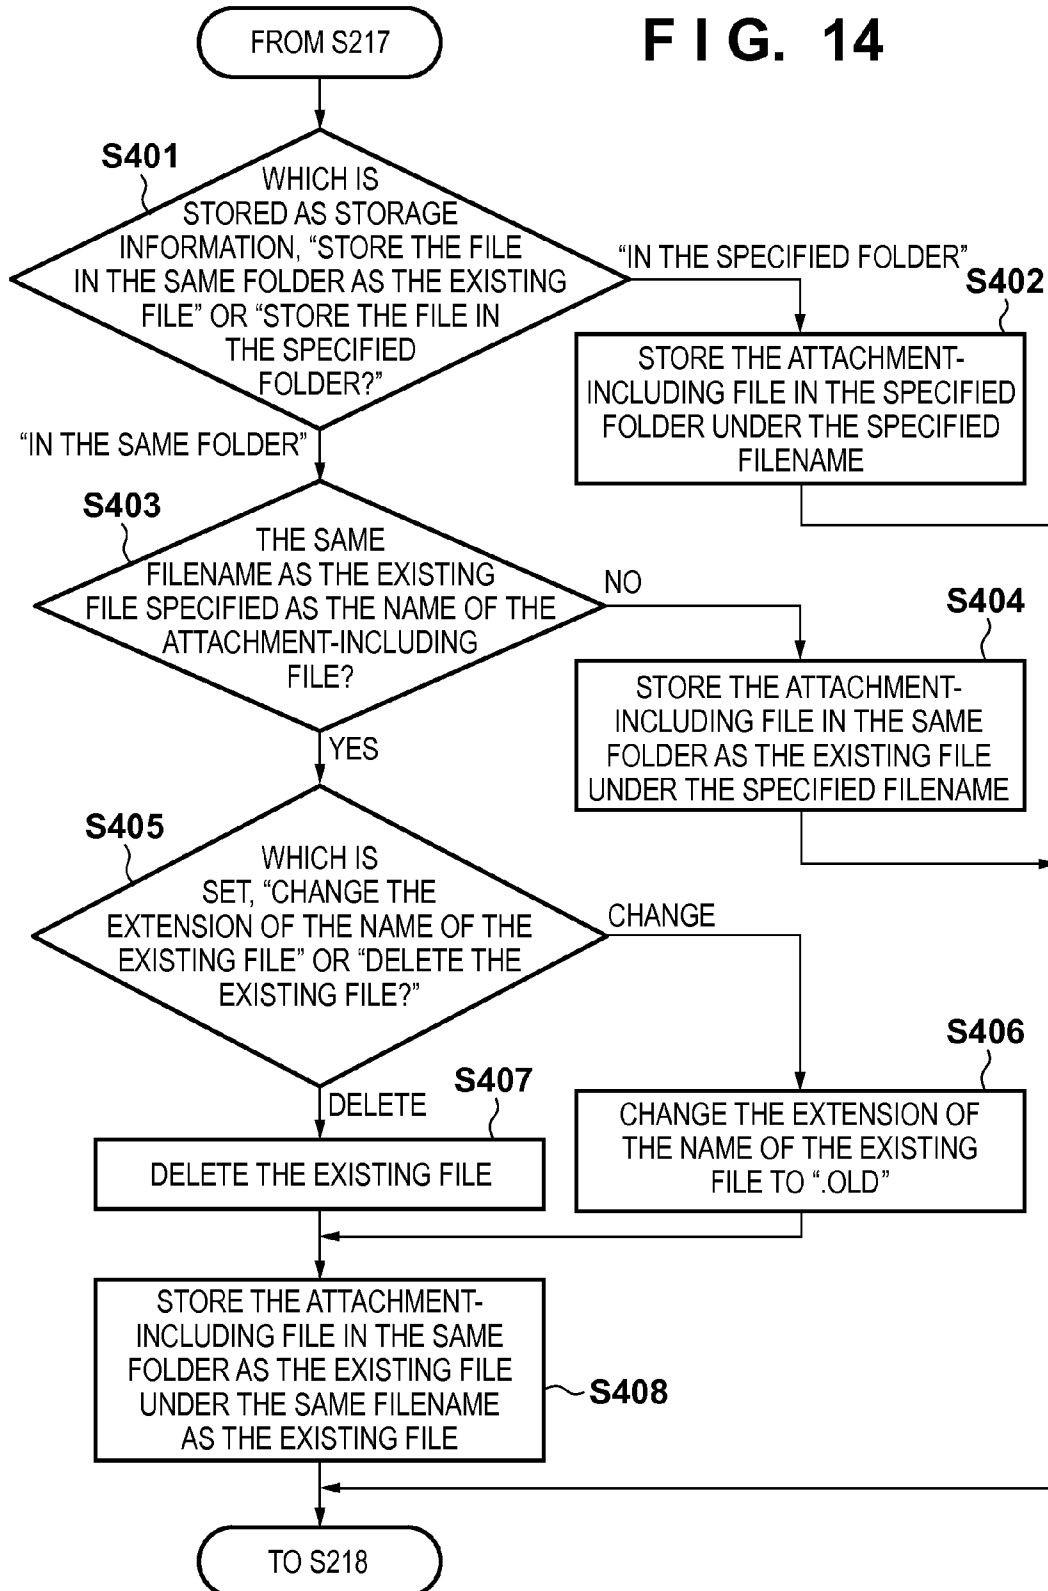 FIG. 14
FROM S217
S401
WHICH IS
STORED AS STORAGE
INFORMATION, “STORE THE FILE
IN THE SAME FOLDER AS THE EXISTING
FILE” OR “STORE THE FILE IN
THE SPECIFIED
FOLDER?”
“IN THE SPECIFIED FOLDER”
S402
STORE THE ATTACHMENT-
INCLUDING FILE IN THE SPECIFIED
FOLDER UNDER THE SPECIFIED
FILENAME
“IN THE SAME FOLDER”
S403
THE SAME
FILENAME AS THE EXISTING
FILE SPECIFIED AS THE NAME OF THE
ATTACHMENT-INCLUDING
FILE?
NO
S404
STORE THE ATTACHMENT-
INCLUDING FILE IN THE SAME
FOLDER AS THE EXISTING FILE
UNDER THE SPECIFIED FILENAME
YES
S405
WHICH IS
SET, “CHANGE THE
EXTENSION OF THE NAME OF THE
EXISTING FILE” OR “DELETE THE
EXISTING FILE?”
CHANGE
S406
CHANGE THE EXTENSION OF
THE NAME OF THE EXISTING
FILE TO “.OLD”
DELETE
S407
DELETE THE EXISTING FILE
STORE THE ATTACHMENT-
INCLUDING FILE IN THE SAME
FOLDER AS THE EXISTING FILE
UNDER THE SAME FILENAME
AS THE EXISTING FILE
S408
TO S218